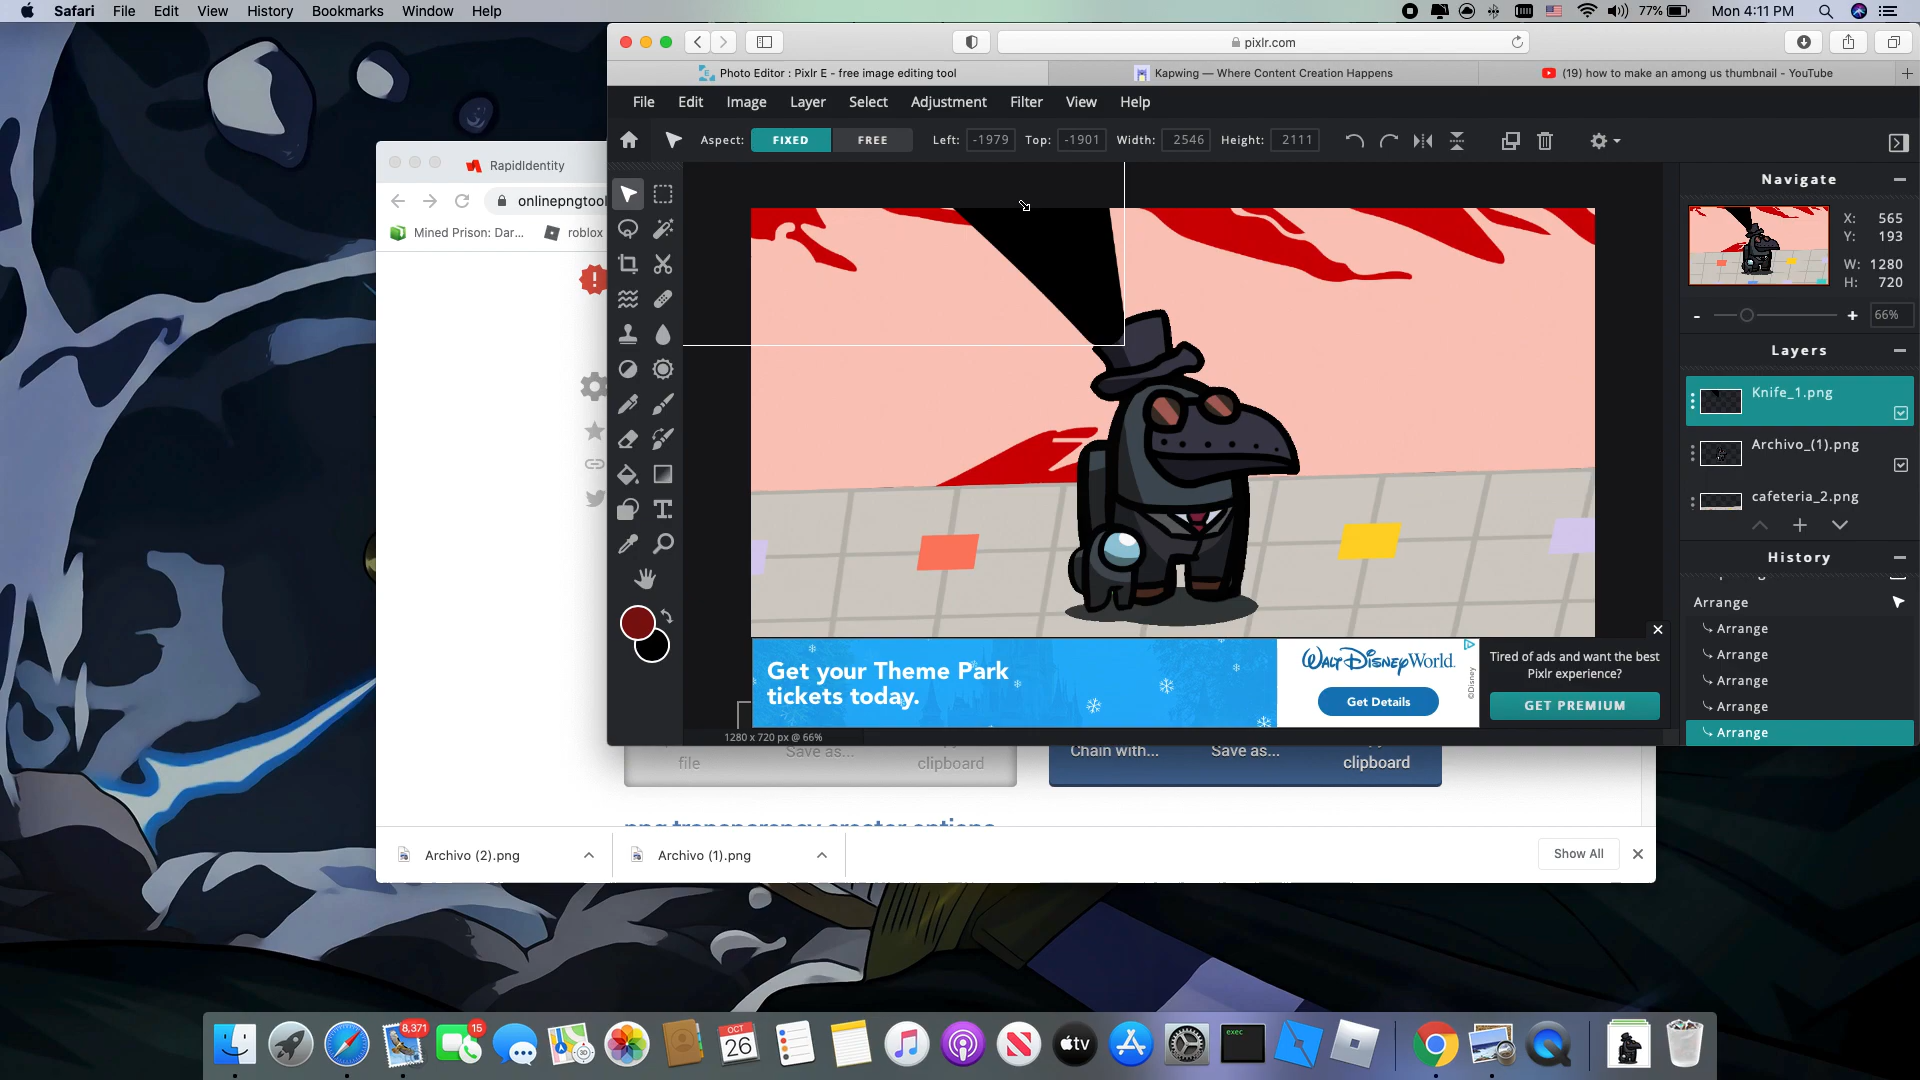 Safari File Edit View History Bookmarks Window Help
77% Mon 4:11 PM
pixlr.com
Photo Editor : Pixlr E - free image editing tool
Kapwing — Where Content Creation Happens
(19) how to make an among us thumbnail - YouTube
File Edit Image Layer Select Adjustment Filter View Help
Aspect: FIXED FREE Left: -1979 Top: -1901 Width: 2546 Height: 2111
RapidIdentity
onlinepngtool
Mined Prison: Dar...
roblox
Navigate
X: 565
Y: 193
W: 1280
H: 720
- + 66%
Layers
Knife_1.png
Archivo_(1).png
cafeteria_2.png
History
Arrange
Arrange
Arrange
Arrange
Arrange
Arrange
Get your Theme Park
tickets today.
WALT DISNEY WORLD.
Get Details
©Disney
Tired of ads and want the best
Pixlr experience?
GET PREMIUM
1280 x 720 px @ 66%
file
Save as...
clipboard
Chain with...
Save as...
clipboard
Archivo (2).png
Archivo (1).png
Show All
8,371
15
OCT
26
3D
tv
exec